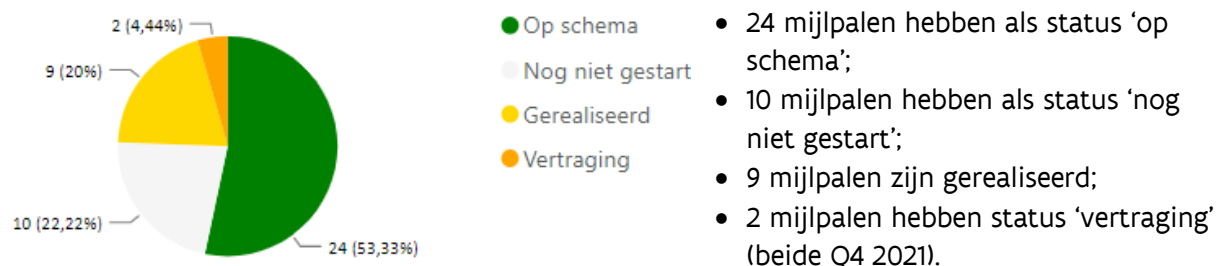 2 (4,44%)
9 (20%)
10 (22,22%)
24 (53,33%)
Op schema
Nog niet gestart
Gerealiseerd
Vertraging
• 24 mijlpalen hebben als status ‘op
schema’;
• 10 mijlpalen hebben als status ‘nog
niet gestart’;
• 9 mijlpalen zijn gerealiseerd;
• 2 mijlpalen hebben status ‘vertraging’
(beide Q4 2021).